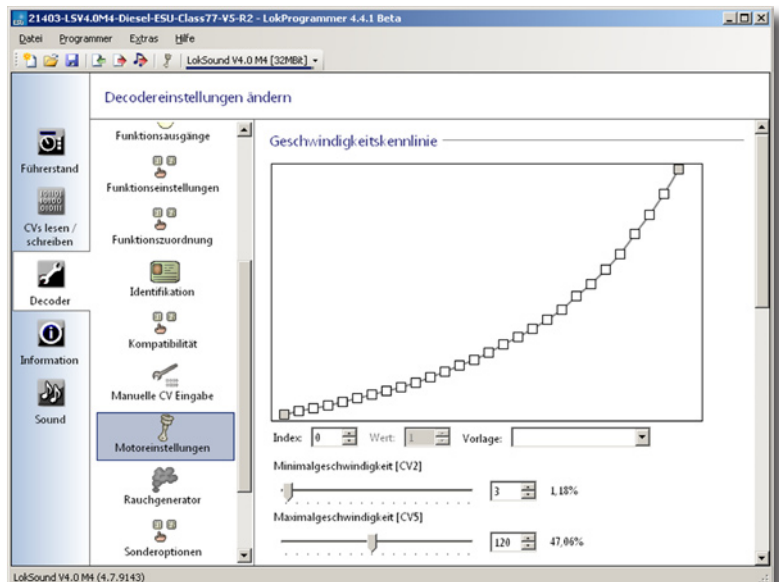 21403-LSV4.0M4-Diesel-ESU-Class77-V5-R2 - LokProgrammer 4.4.1 Beta
Datei Programmer Extras Hilfe
LokSound V4.0 M4 [32MBit]
Decodereinstellungen ändern
Führerstand
CVs lesen /
schreiben
Decoder
Information
Sound
Funktionsausgänge
Funktionseinstellungen
Funktionszuordnung
Identifikation
Kompatibilität
Manuelle CV Eingabe
Motoreinstellungen
Rauchgenerator
Sonderoptionen
Geschwindigkeitskennlinie
Index: 0 Wert: 1 Vorlage:
Minimalgeschwindigkeit [CV2]
3 1,18%
Maximalgeschwindigkeit [CV5]
120 47,06%
LokSound V4.0 M4 (4.7.9143)